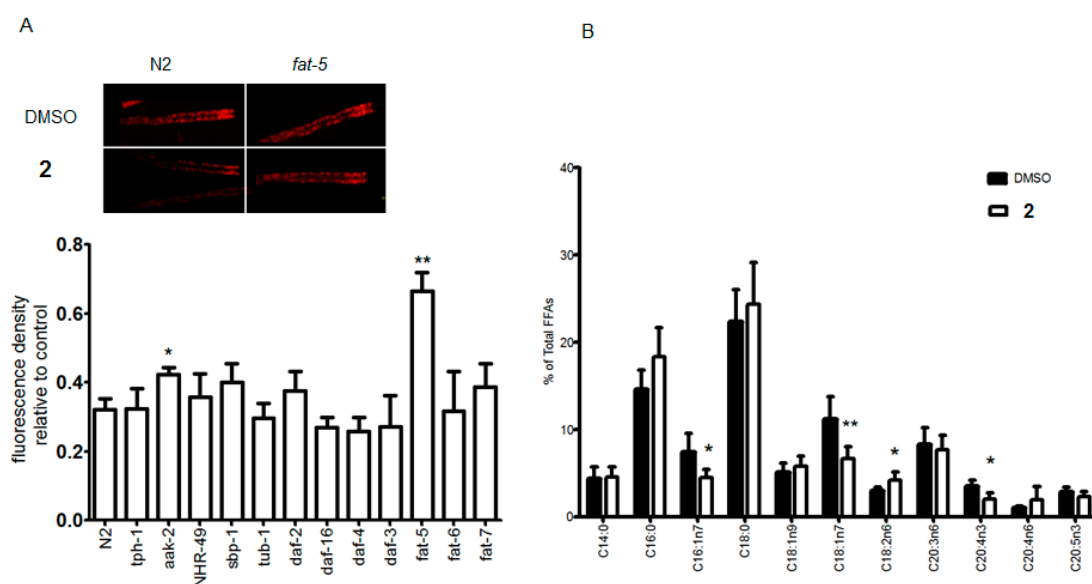 A
B
N2 fat-5
DMSO
2
DMSO
2
40
30
20
10
0
% of Total FFAs
C14:0
C16:0
C16:1n7
C18:0
C18:1n9
C18:1n7
C18:2n6
C20:3n6
C20:4n3
C20:4n6
C20:5n3
*
**
*
*
0.8
0.6
0.4
0.2
0.0
fluorescence density
relative to control
*
**
N2
tph-1
aak-2
NHR-49
sbp-1
tub-1
daf-2
daf-16
daf-4
daf-3
fat-5
fat-6
fat-7